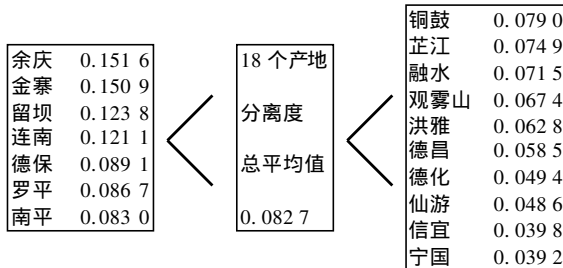 余庆 0.151 6
金寨 0.150 9
留坝 0.123 8
连南 0.121 1
德保 0.089 1
罗平 0.086 7
南平 0.083 0
18 个产地
分离度
总平均值
0.082 7
铜鼓 0.079 0
芷江 0.074 9
融水 0.071 5
观雾山 0.067 4
洪雅 0.062 8
德昌 0.058 5
德化 0.049 4
仙游 0.048 6
信宜 0.039 8
宁国 0.039 2